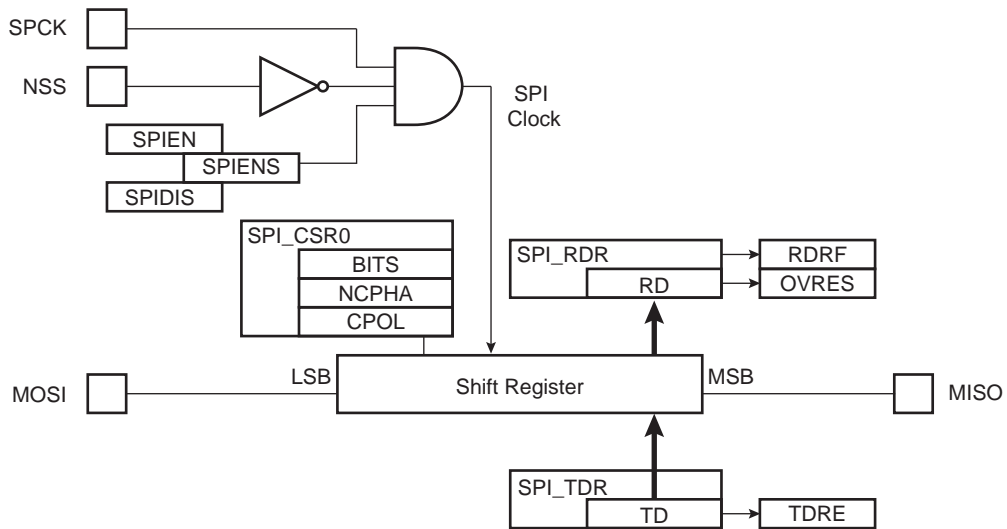 SPCK
NSS
SPI
Clock
SPIEN
SPIENS
SPIDIS
SPI_CSR0
BITS
NCPHA
CPOL
SPI_RDR
RD
RDRF
OVRES
MOSI
LSB
Shift Register
MSB
MISO
SPI_TDR
TD
TDRE